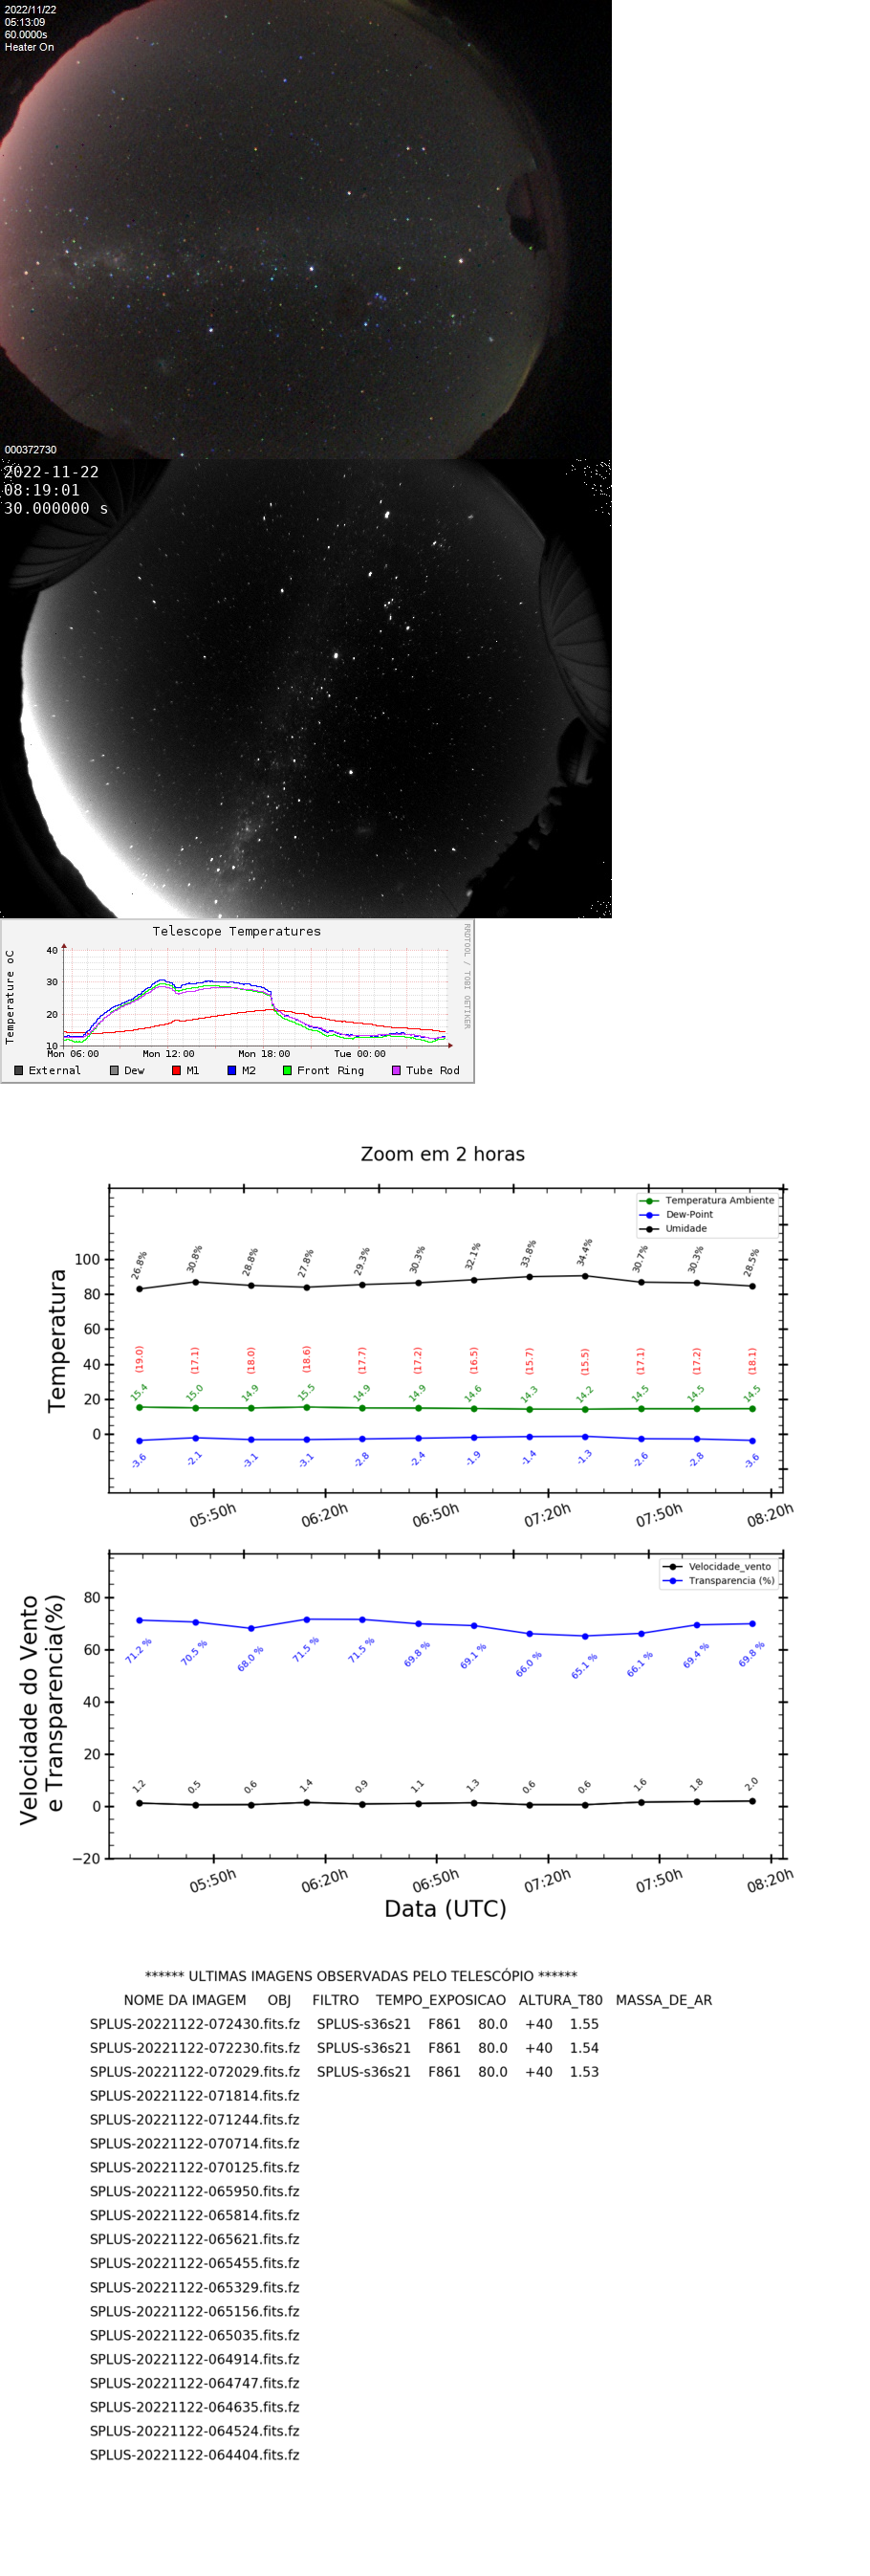 2022/11/22
05:13:09
60.0000s
Heater On
000372730
2022-11-22
08:19:01
30.000000 s
Telescope Temperatures
RRDTOOL / TOBI OETIKER
Temperature oC
40
30
20
10
Mon 06:00 Mon 12:00 Mon 18:00 Tue 00:00
External Dew M1 M2 Front Ring Tube Rod
Zoom em 2 horas
Temperatura Ambiente
Dew-Point
Umidade
Temperatura
100
80
60
40
20
0
26.8% 30.8% 28.8% 27.8% 29.3% 30.3% 32.1% 33.8% 34.4% 30.7% 30.3% 28.5%
(19.0) (17.1) (18.0) (18.6) (17.7) (17.2) (16.5) (15.7) (15.5) (17.1) (17.2) (18.1)
15.4 15.0 14.9 15.5 14.9 14.9 14.6 14.3 14.2 14.5 14.5 14.5
-3.6 -2.1 -3.1 -3.1 -2.8 -2.4 -1.9 -1.4 -1.3 -2.6 -2.8 -3.6
05:50h 06:20h 06:50h 07:20h 07:50h 08:20h
Velocidade_vento
Transparencia (%)
Velocidade do Vento
e Transparencia(%)
80
60
40
20
0
−20
71.2 % 70.5 % 68.0 % 71.5 % 71.5 % 69.8 % 69.1 % 66.0 % 65.1 % 66.1 % 69.4 % 69.8 %
1.2 0.5 0.6 1.4 0.9 1.1 1.3 0.6 0.6 1.6 1.8 2.0
05:50h 06:20h 06:50h 07:20h 07:50h 08:20h
Data (UTC)
****** ULTIMAS IMAGENS OBSERVADAS PELO TELESCÓPIO ******
NOME DA IMAGEM OBJ FILTRO TEMPO_EXPOSICAO ALTURA_T80 MASSA_DE_AR
SPLUS-20221122-072430.fits.fz SPLUS-s36s21 F861 80.0 +40 1.55
SPLUS-20221122-072230.fits.fz SPLUS-s36s21 F861 80.0 +40 1.54
SPLUS-20221122-072029.fits.fz SPLUS-s36s21 F861 80.0 +40 1.53
SPLUS-20221122-071814.fits.fz
SPLUS-20221122-071244.fits.fz
SPLUS-20221122-070714.fits.fz
SPLUS-20221122-070125.fits.fz
SPLUS-20221122-065950.fits.fz
SPLUS-20221122-065814.fits.fz
SPLUS-20221122-065621.fits.fz
SPLUS-20221122-065455.fits.fz
SPLUS-20221122-065329.fits.fz
SPLUS-20221122-065156.fits.fz
SPLUS-20221122-065035.fits.fz
SPLUS-20221122-064914.fits.fz
SPLUS-20221122-064747.fits.fz
SPLUS-20221122-064635.fits.fz
SPLUS-20221122-064524.fits.fz
SPLUS-20221122-064404.fits.fz